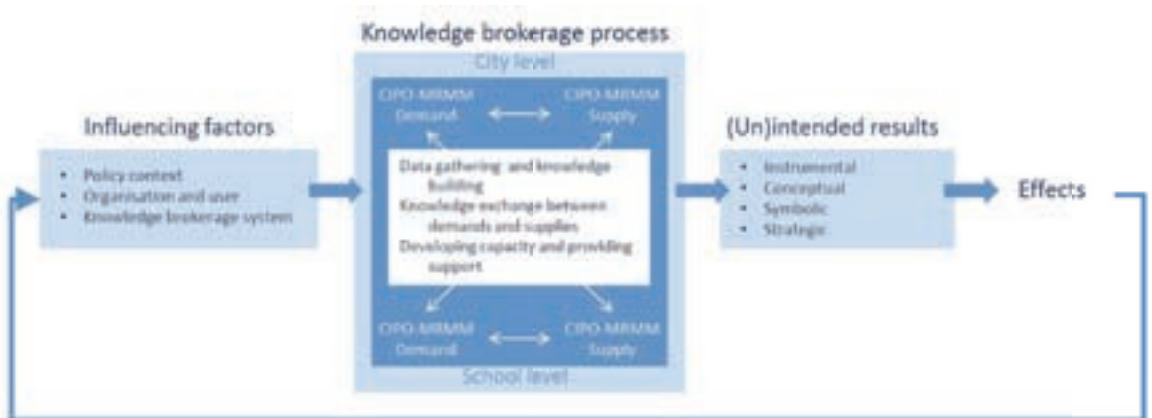 Knowledge brokerage process
City level
CIPO-MRMM CIPO-MRMM
Demand Supply
Influencing factors
• Policy context
• Organisation and user
• Knowledge brokerage system
Data gathering and knowledge
building
Knowledge exchange between
demands and supplies
Developing capacity and providing
support
CIPO-MRMM CIPO-MRMM
Demand Supply
School level
(Un)intended results
• Instrumental
• Conceptual
• Symbolic
• Strategic
Effects